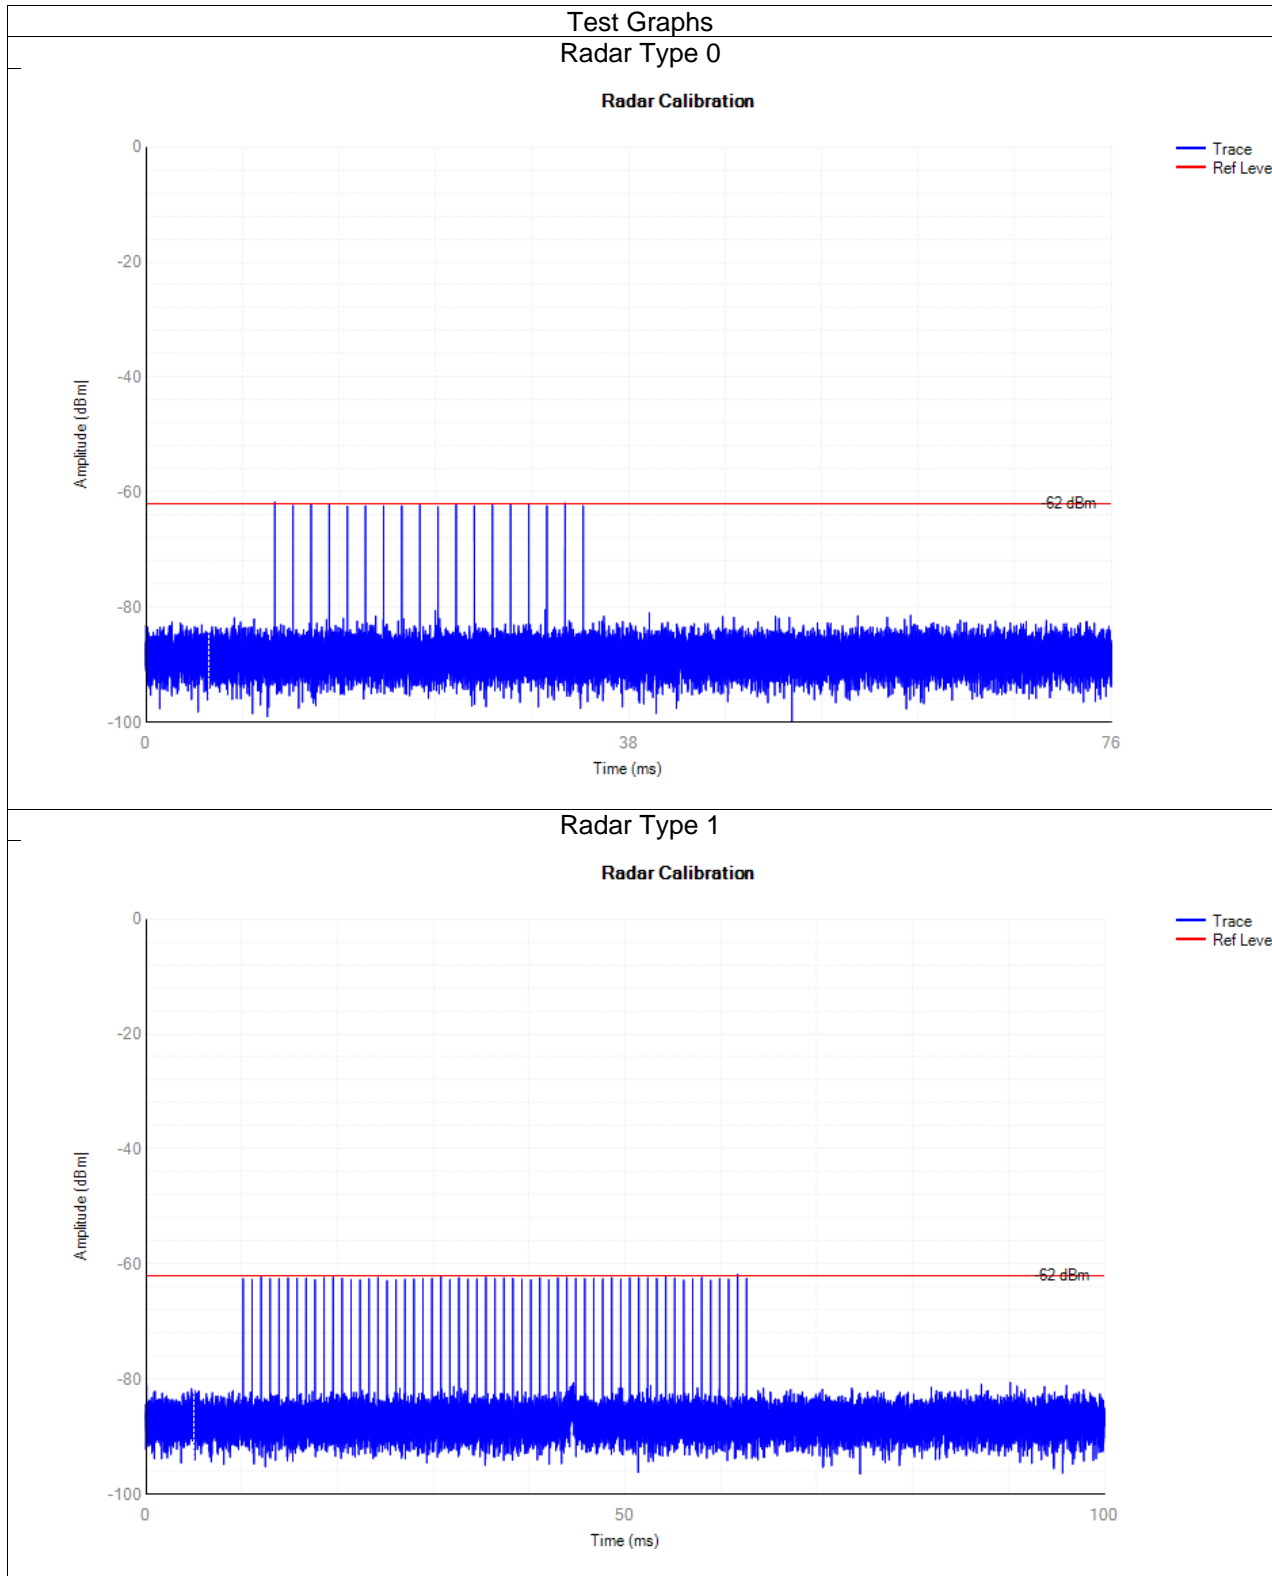 Test Graphs
Radar Type 0
Radar Calibration
0
-20
-40
-60
-80
-100
Amplitude (dBm)
-62 dBm
Trace
Ref Leve
0 38 76
Time (ms)
Radar Type 1
Radar Calibration
0
-20
-40
-60
-80
-100
Amplitude (dBm)
-62 dBm
Trace
Ref Leve
0 50 100
Time (ms)